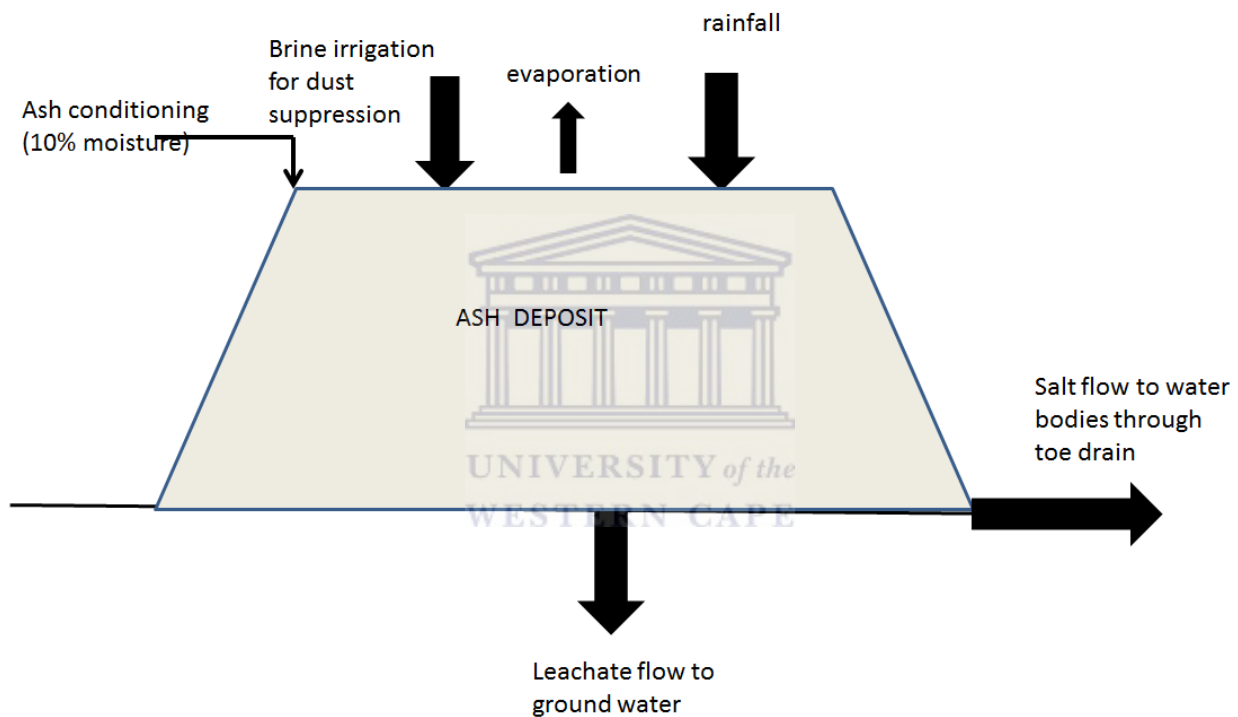 rainfall
Brine irrigation
for dust
suppression
evaporation
Ash conditioning
(10% moisture)
ASH DEPOSIT
UNIVERSITY of the
WESTERN CAPE
Salt flow to water
bodies through
toe drain
Leachate flow to
ground water